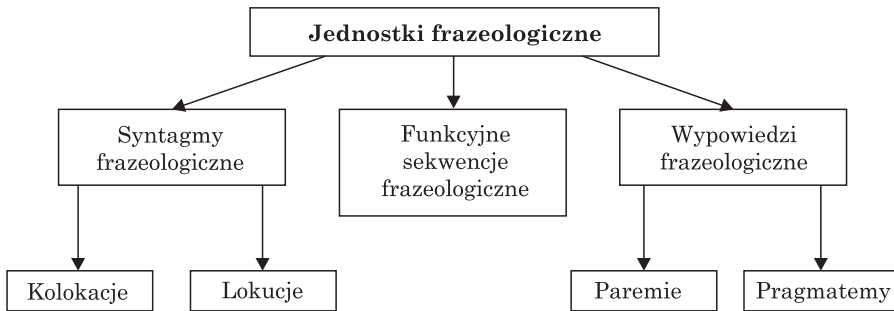 Jednostki frazeologiczne
Syntagmy
frazeologiczne
Funkcyjne
sekwencje
frazeologiczne
Wypowiedzi
frazeologiczne
Kolokacje
Lokucje
Paremie
Pragmatemy